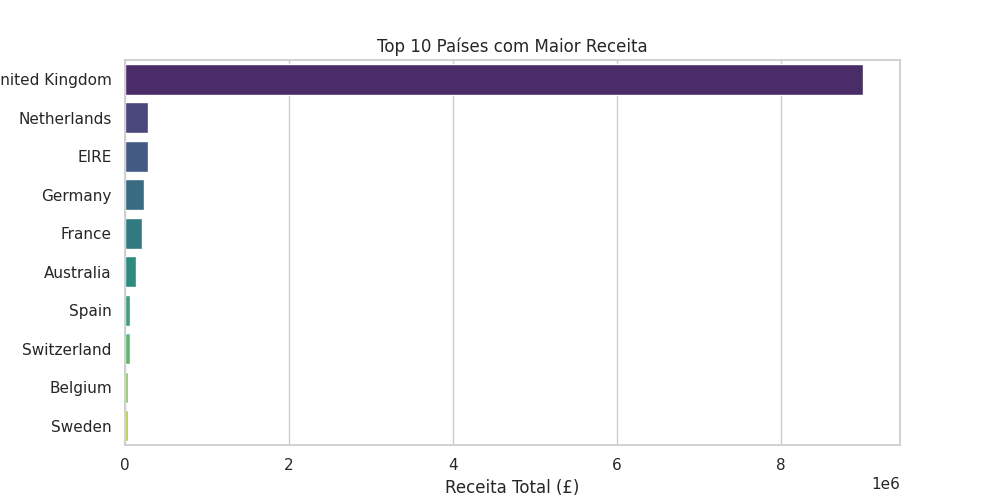 Top 10 Países com Maior Receita
nited Kingdom
Netherlands
EIRE
Germany
France
Australia
Spain
Switzerland
Belgium
Sweden
0 2 4 6 8
1e6
Receita Total (£)